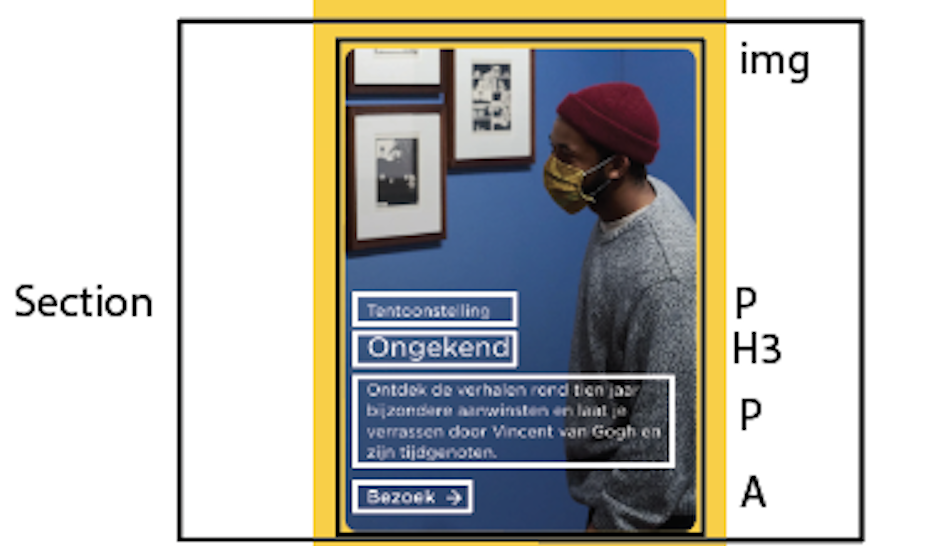 img
Section
Tentoonstelling
P
Ongekend
H3
Ontdek de verhalen rond tien jaar
bijzondere aanwinsten en laat je
verrassen door Vincent van Gogh en
zijn tijdgenoten.
P
Bezoek →
A